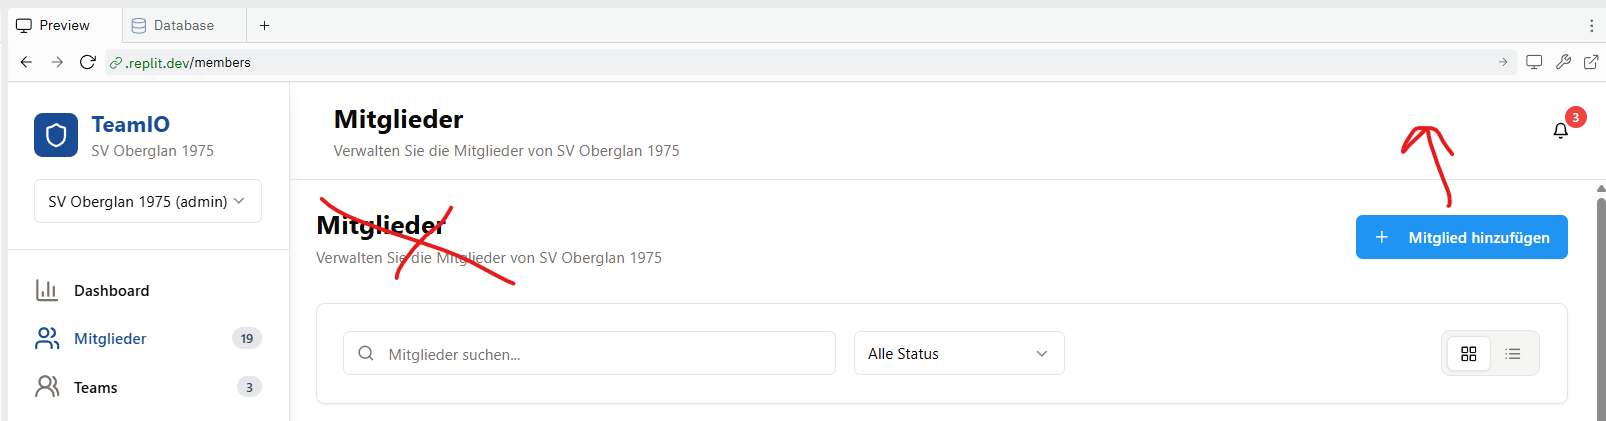 Preview
Database
.replit.dev/members
TeamIO
SV Oberglan 1975
SV Oberglan 1975 (admin)
Dashboard
Mitglieder 19
Teams 3
Mitglieder
Verwalten Sie die Mitglieder von SV Oberglan 1975
3
Mitglieder
Verwalten Sie die Mitglieder von SV Oberglan 1975
+ Mitglied hinzufügen
Mitglieder suchen...
Alle Status